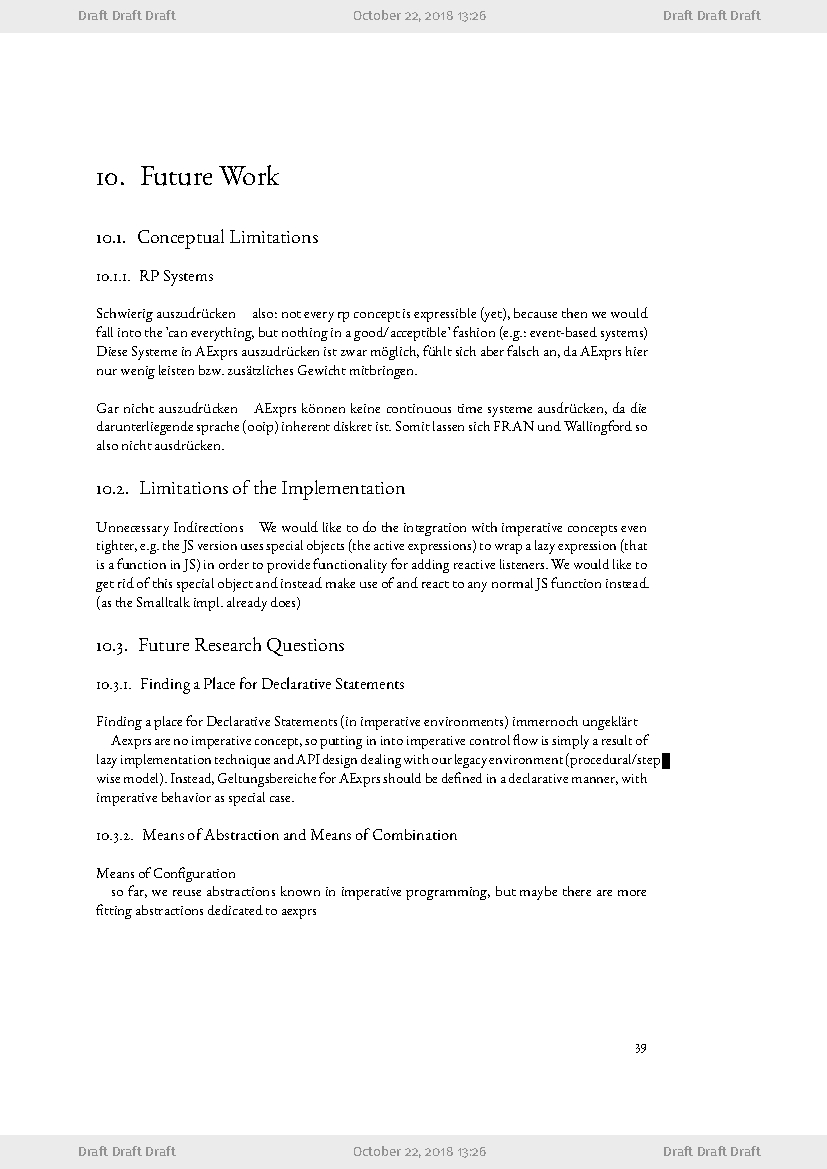 Draft Draft Draft October 22, 2018 13:26 Draft Draft Draft
10. Future Work
10.1. Conceptual Limitations
10.1.1. RP Systems
Schwierig auszudrücken also: not every rp concept is expressible (yet), because then we would
fall into the 'can everything, but nothing in a good/acceptible' fashion (e.g.: event-based systems)
Diese Systeme in AExprs auszudrücken ist zwar möglich, fühlt sich aber falsch an, da AExprs hier
nur wenig leisten bzw. zusätzliches Gewicht mitbringen.
Gar nicht auszudrücken AExprs können keine continuous time systeme ausdrücken, da die
darunterliegende sprache (ooip) inherent diskret ist. Somit lassen sich FRAN und Wallingford so
also nicht ausdrücken.
10.2. Limitations of the Implementation
Unnecessary Indirections We would like to do the integration with imperative concepts even
tighter, e.g. the JS version uses special objects (the active expressions) to wrap a lazy expression (that
is a function in JS) in order to provide functionality for adding reactive listeners. We would like to
get rid of this special object and instead make use of and react to any normal JS function instead.
(as the Smalltalk impl. already does)
10.3. Future Research Questions
10.3.1. Finding a Place for Declarative Statements
Finding a place for Declarative Statements (in imperative environments) immernoch ungeklärt
Aexprs are no imperative concept, so putting in into imperative control flow is simply a result of
lazy implementation technique and API design dealing with our legacy environment (procedural/step
wise model). Instead, Geltungsbereiche for AExprs should be defined in a declarative manner, with
imperative behavior as special case.
10.3.2. Means of Abstraction and Means of Combination
Means of Configuration
so far, we reuse abstractions known in imperative programming, but maybe there are more
fitting abstractions dedicated to aexprs
39
Draft Draft Draft October 22, 2018 13:26 Draft Draft Draft